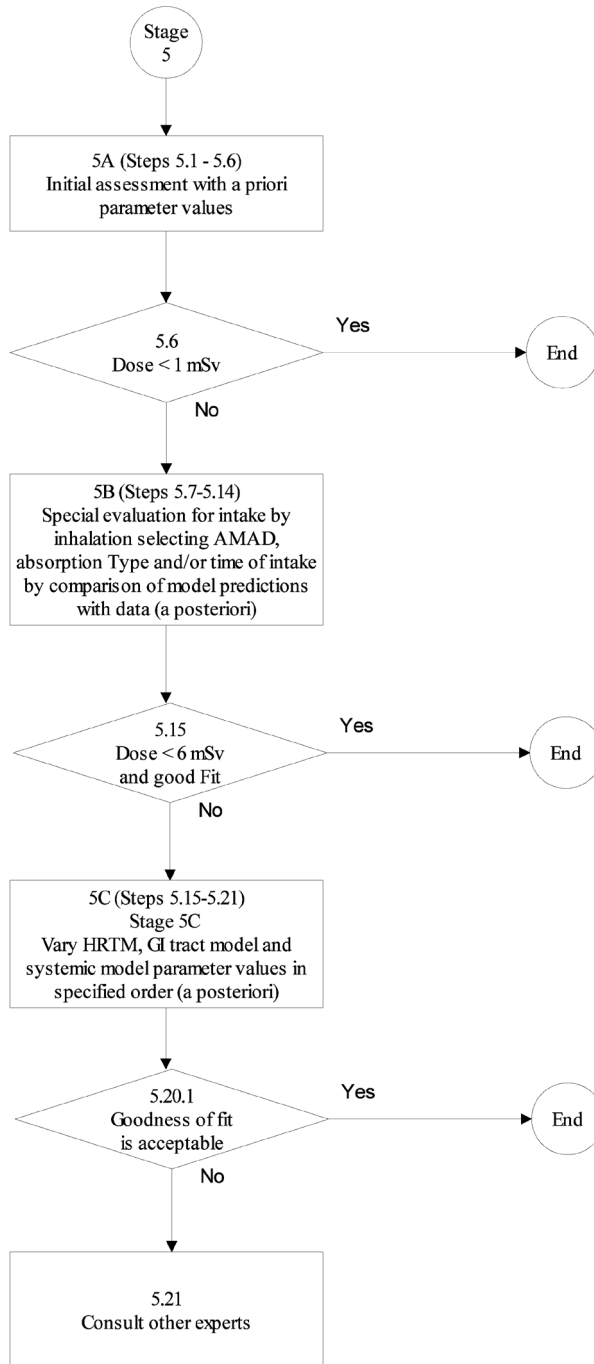 Stage
5
5A (Steps 5.1 - 5.6)
Initial assessment with a priori
parameter values
5.6
Dose < 1 mSv
Yes
End
No
5B (Steps 5.7-5.14)
Special evaluation for intake by
inhalation selecting AMAD,
absorption Type and/or time of intake
by comparison of model predictions
with data (a posteriori)
5.15
Dose < 6 mSv
and good Fit
Yes
End
No
5C (Steps 5.15-5.21)
Stage 5C
Vary HRTM, GI tract model and
systemic model parameter values in
specified order (a posteriori)
5.20.1
Goodness of fit
is acceptable
Yes
End
No
5.21
Consult other experts